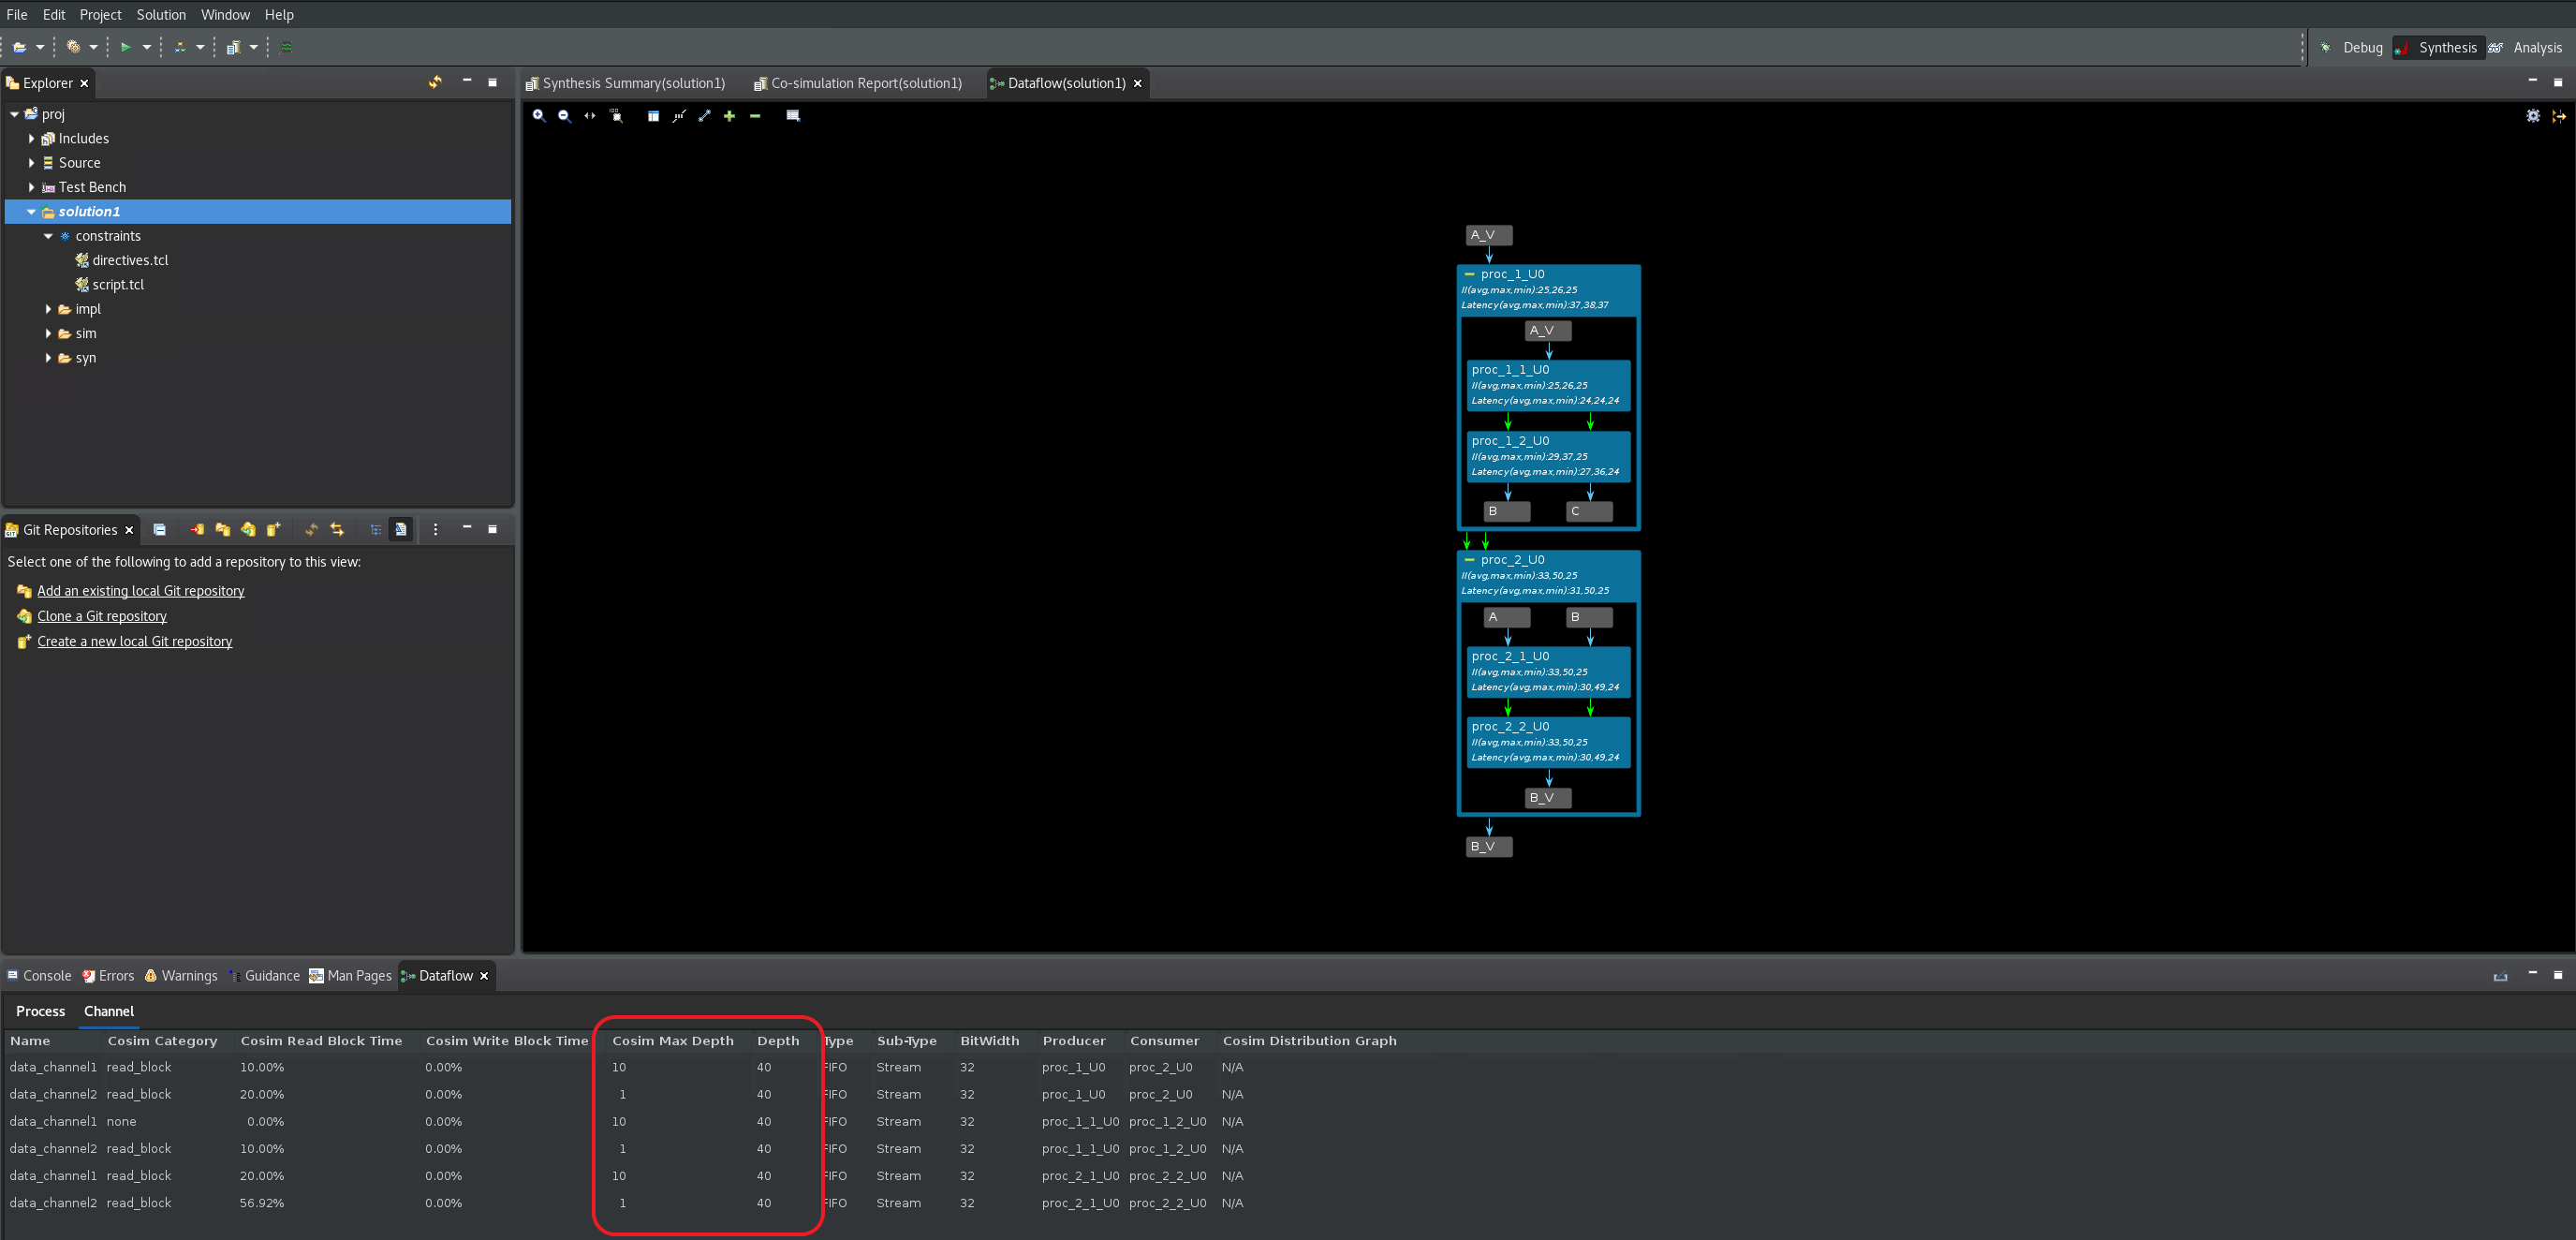 File Edit Project Solution Window Help
Debug Synthesis Analysis
Explorer
proj
Includes
Source
Test Bench
solution1
constraints
directives.tcl
script.tcl
impl
sim
syn
Git Repositories
Select one of the following to add a repository to this view:
Add an existing local Git repository
Clone a Git repository
Create a new local Git repository
Synthesis Summary(solution1) Co-simulation Report(solution1) Dataflow(solution1)
A_V
proc_1_U0
II(avg,max,min):25,26,25
Latency(avg,max,min):37,38,37
A_V
proc_1_1_U0
II(avg,max,min):25,26,25
Latency(avg,max,min):24,24,24
proc_1_2_U0
II(avg,max,min):29,37,25
Latency(avg,max,min):27,36,24
B C
proc_2_U0
II(avg,max,min):33,50,25
Latency(avg,max,min):31,50,25
A B
proc_2_1_U0
II(avg,max,min):33,50,25
Latency(avg,max,min):30,49,24
proc_2_2_U0
II(avg,max,min):33,50,25
Latency(avg,max,min):30,49,24
B_V
B_V
Console Errors Warnings Guidance Man Pages Dataflow
Process Channel
Name Cosim Category Cosim Read Block Time Cosim Write Block Time Cosim Max Depth Depth Type Sub-Type BitWidth Producer Consumer Cosim Distribution Graph
data_channel1 read_block 10.00% 0.00% 10 40 FIFO Stream 32 proc_1_U0 proc_2_U0 N/A
data_channel2 read_block 20.00% 0.00% 1 40 FIFO Stream 32 proc_1_U0 proc_2_U0 N/A
data_channel1 none 0.00% 0.00% 10 40 FIFO Stream 32 proc_1_1_U0 proc_1_2_U0 N/A
data_channel2 read_block 10.00% 0.00% 1 40 FIFO Stream 32 proc_1_1_U0 proc_1_2_U0 N/A
data_channel1 read_block 20.00% 0.00% 10 40 FIFO Stream 32 proc_2_1_U0 proc_2_2_U0 N/A
data_channel2 read_block 56.92% 0.00% 1 40 FIFO Stream 32 proc_2_1_U0 proc_2_2_U0 N/A